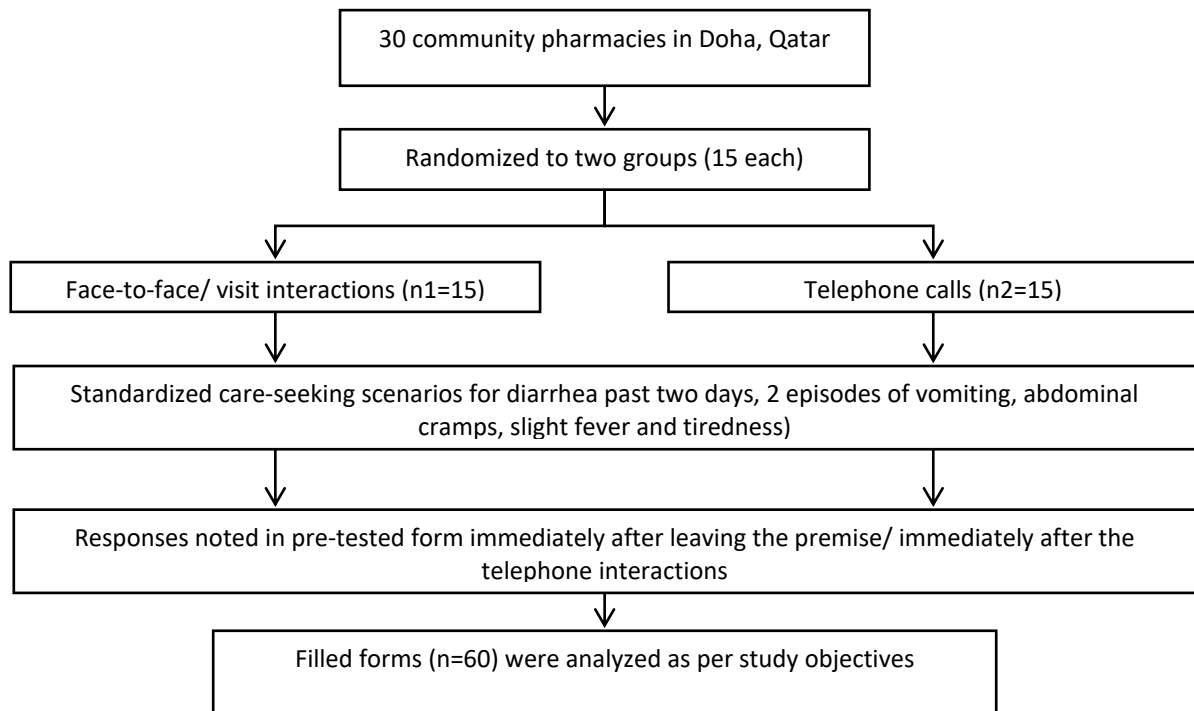 30 community pharmacies in Doha, Qatar
Randomized to two groups (15 each)
Face-to-face/ visit interactions (n1=15)
Telephone calls (n2=15)
Standardized care-seeking scenarios for diarrhea past two days, 2 episodes of vomiting, abdominal
cramps, slight fever and tiredness)
Responses noted in pre-tested form immediately after leaving the premise/ immediately after the
telephone interactions
Filled forms (n=60) were analyzed as per study objectives